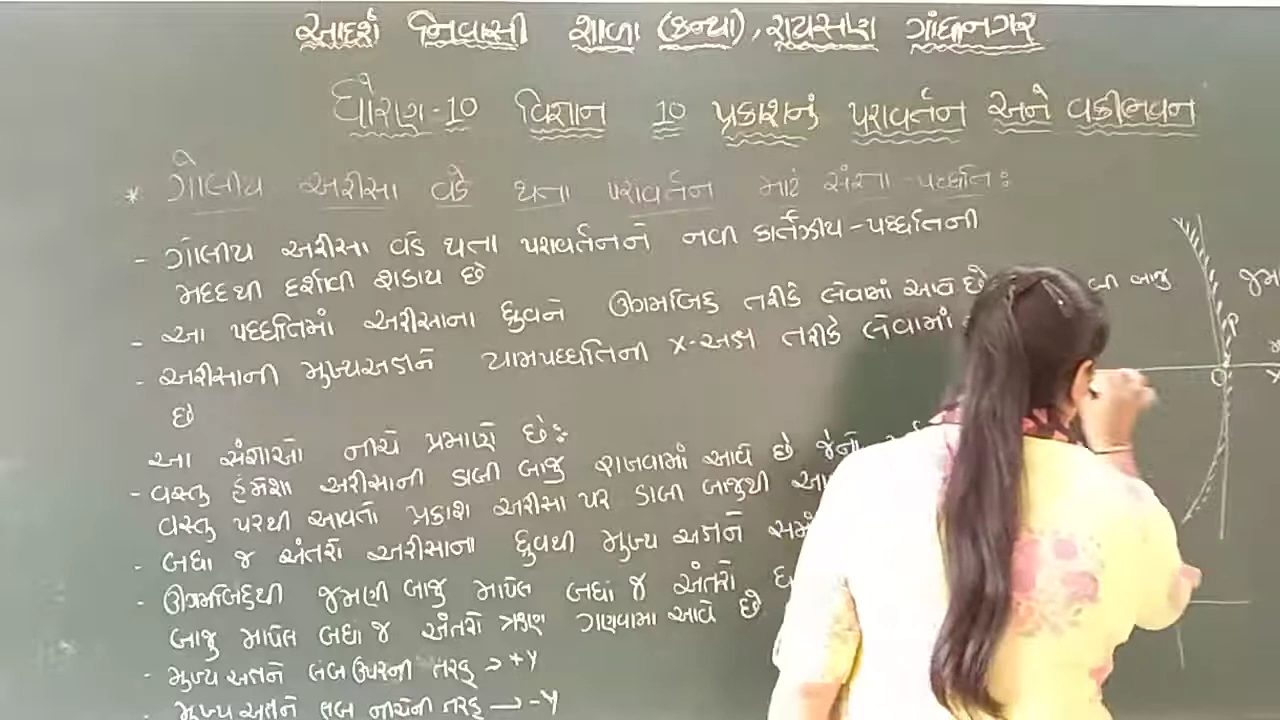 આદર્શ નિવાસી શાળા (કન્યા), રાયસણ ગાંધીનગર
ધોરણ-10 વિજ્ઞાન 10 પ્રકાશનું પરાવર્તન અને વક્રીભવન
* ગોલીય અરીસા વડે થતા પરાવર્તન માટે સંજ્ઞા-પધ્ધતિ:
- ગોલીય અરીસા વડે થતા પરાવર્તનને નવી કાર્તેઝીય-પધ્ધતિની
મદદથી દર્શાવી શકાય છે
- આ પધ્ધતિમાં અરીસાના ધ્રુવને ઊગમબિંદુ તરીકે લેવામાં આવે છે
- અરીસાની મુખ્યઅક્ષને યામપધ્ધતિની X-અક્ષ તરીકે લેવામાં
છે
આ સંજ્ઞાઓ નીચે પ્રમાણે છે:
- વસ્તુ હંમેશા અરીસાની ડાબી બાજુ રાખવામાં આવે છે જેનો
વસ્તુ પરથી આવતો પ્રકાશ અરીસા પર ડાબી બાજુથી
- બધા જ અંતરો અરીસાના ધ્રુવથી મુખ્ય અક્ષને
- ઊગમબિંદુથી જમણી બાજુ માપેલ બધાં જ અંતરો
બાજુ માપેલ બધાં જ અંતરો ઋણ ગણવામા આવે છે
- મુખ્ય અક્ષને લંબ ઉપરની તરફ → +Y
- મુખ્ય અક્ષને લંબ નીચેની તરફ → -Y
બાજુ
P
O
X